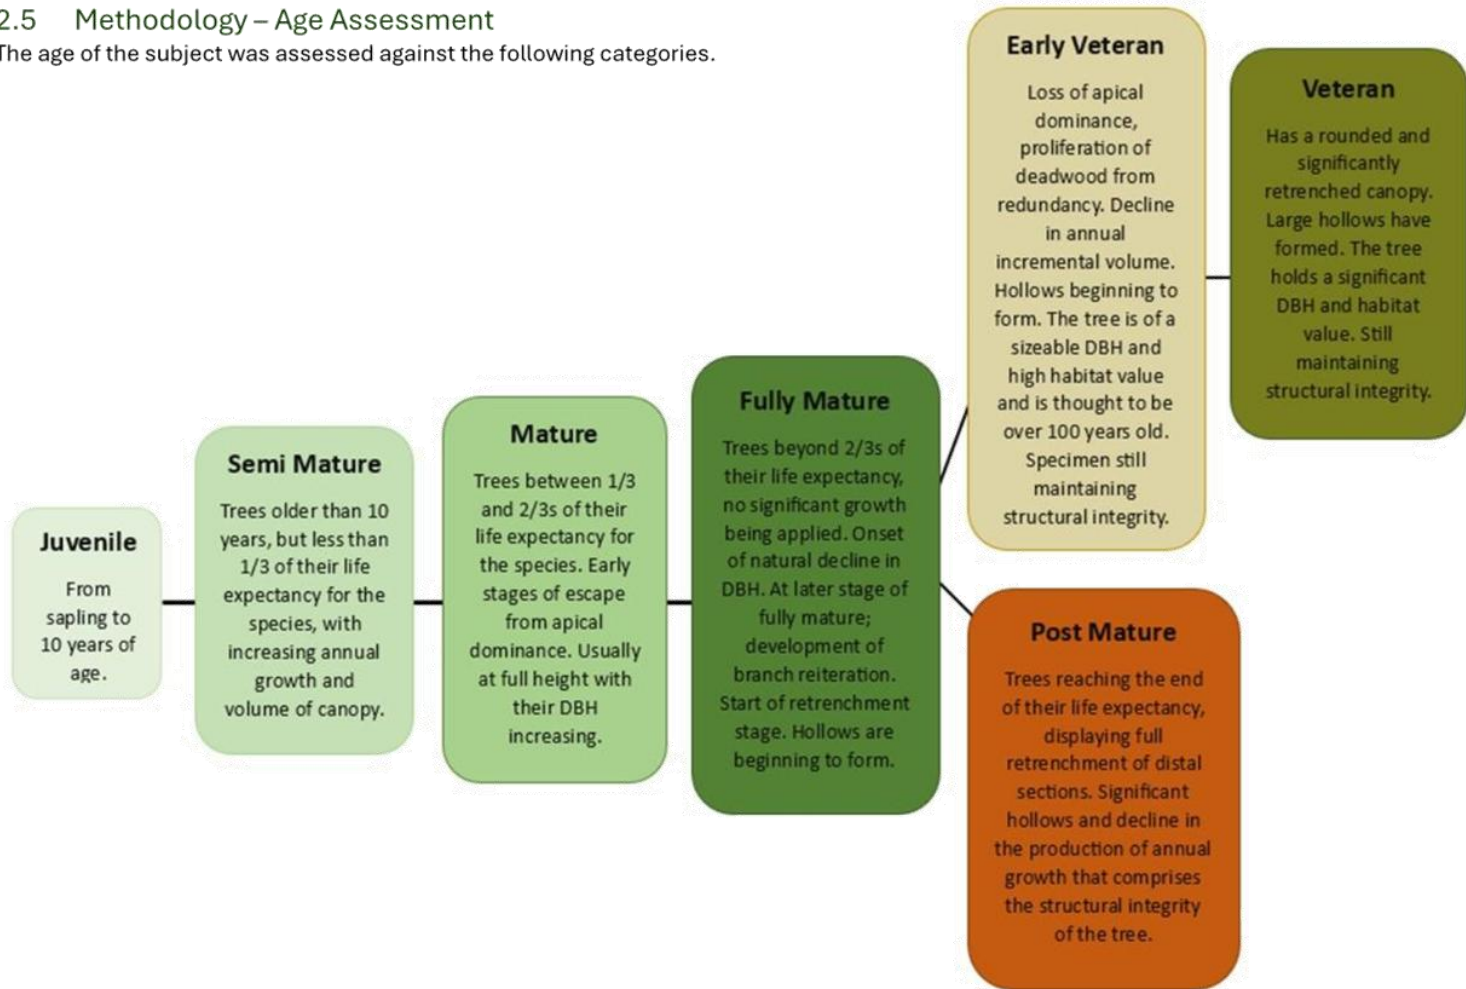 2.5 Methodology – Age Assessment
The age of the subject was assessed against the following categories.
Juvenile
From
sapling to
10 years of
age.
Semi Mature
Trees older than 10
years, but less than
1/3 of their life
expectancy for the
species, with
increasing annual
growth and
volume of canopy.
Mature
Trees between 1/3
and 2/3s of their
life expectancy for
the species. Early
stages of escape
from apical
dominance. Usually
at full height with
their DBH
increasing.
Fully Mature
Trees beyond 2/3s of
their life expectancy,
no significant growth
being applied. Onset
of natural decline in
DBH. At later stage of
fully mature;
development of
branch reiteration.
Start of retrenchment
stage. Hollows are
beginning to form.
Early Veteran
Loss of apical
dominance,
proliferation of
deadwood from
redundancy. Decline
in annual
incremental volume.
Hollows beginning to
form. The tree is of a
sizeable DBH and
high habitat value
and is thought to be
over 100 years old.
Specimen still
maintaining
structural integrity.
Veteran
Has a rounded and
significantly
retrenched canopy.
Large hollows have
formed. The tree
holds a significant
DBH and habitat
value. Still
maintaining
structural integrity.
Post Mature
Trees reaching the end
of their life expectancy,
displaying full
retrenchment of distal
sections. Significant
hollows and decline in
the production of annual
growth that comprises
the structural integrity
of the tree.